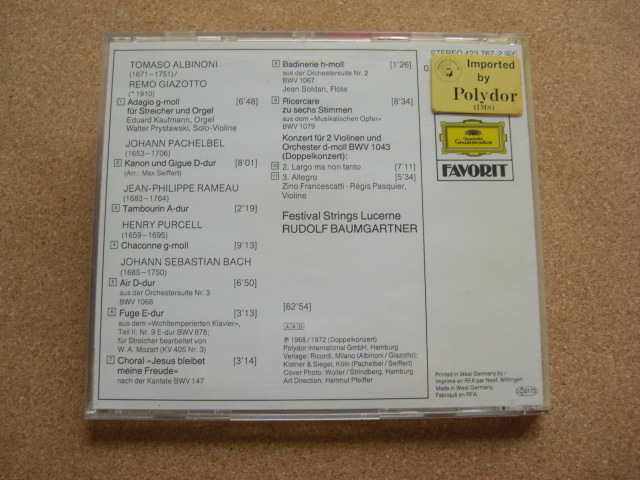 TOMASO ALBINONI
(1671–1751)/
REMO GIAZOTTO
(*1910)
1 Adagio g-moll [6'48]
für Streicher und Orgel
Eduard Kaufmann, Orgel
Walter Prystawski, Solo-Violine
JOHANN PACHELBEL
(1653–1706)
2 Kanon und Gigue D-dur [8'01]
(Arr.: Max Seiffert)
JEAN-PHILIPPE RAMEAU
(1683–1764)
3 Tambourin A-dur [2'19]
HENRY PURCELL
(1659–1695)
4 Chaconne g-moll [9'13]
JOHANN SEBASTIAN BACH
(1685–1750)
5 Air D-dur [6'50]
aus der Orchestersuite Nr. 3
BWV 1068
6 Fuge E-dur [3'13]
aus dem »Wohltemperierten Klavier«,
Teil II: Nr. 9 E-dur BWV 878;
für Streicher bearbeitet von
W. A. Mozart (KV 405 Nr. 3)
7 Choral »Jesus bleibet [3'14]
meine Freude«
nach der Kantate BWV 147
8 Badinerie h-moll [1'26]
aus der Orchestersuite Nr. 2
BWV 1067
Jean Soldan, Flöte
9 Ricercare [8'34]
zu sechs Stimmen
aus dem »Musikalischen Opfer«
BWV 1079
Konzert für 2 Violinen und
Orchester d-moll BWV 1043
(Doppelkonzert):
10 2. Largo ma non tanto [7'11]
11 3. Allegro [5'34]
Zino Francescatti · Régis Pasquier,
Violine
Festival Strings Lucerne
RUDOLF BAUMGARTNER
[62'54]
AAD
℗ 1968 / 1972 (Doppelkonzert)
Polydor International GmbH, Hamburg
Verlage: Ricordi, Milano (Albinoni / Giazotto);
Kistner & Siegel, Köln (Pachelbel / Seiffert)
Cover Photo: Wolter / Strindberg, Hamburg
Art Direction: Hartmut Pfeiffer
STEREO 423 767-2
Imported
by
Polydor
(IMS)
Deutsche
Grammophon
FAVORIT
Printed in West Germany by /
Imprimé en RFA par Neef, Wittingen
Made in West Germany
Fabriqué en RFA
LC 0173